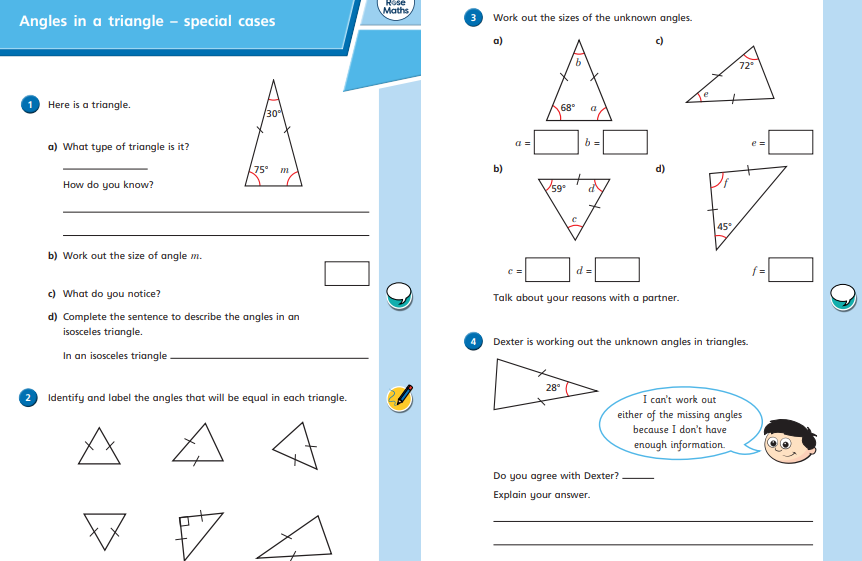 Angles in a triangle – special cases
Rose
Maths
1
Here is a triangle.
30°
75°
m
a) What type of triangle is it?
How do you know?
b) Work out the size of angle m.
c) What do you notice?
d) Complete the sentence to describe the angles in an
isosceles triangle.
In an isosceles triangle
2
Identify and label the angles that will be equal in each triangle.
3
Work out the sizes of the unknown angles.
a)
b
68°
a
a =
b =
c)
72°
e
e =
b)
59°
d
c
c =
d =
d)
f
45°
f =
Talk about your reasons with a partner.
4
Dexter is working out the unknown angles in triangles.
28°
I can't work out
either of the missing angles
because I don't have
enough information.
Do you agree with Dexter?
Explain your answer.